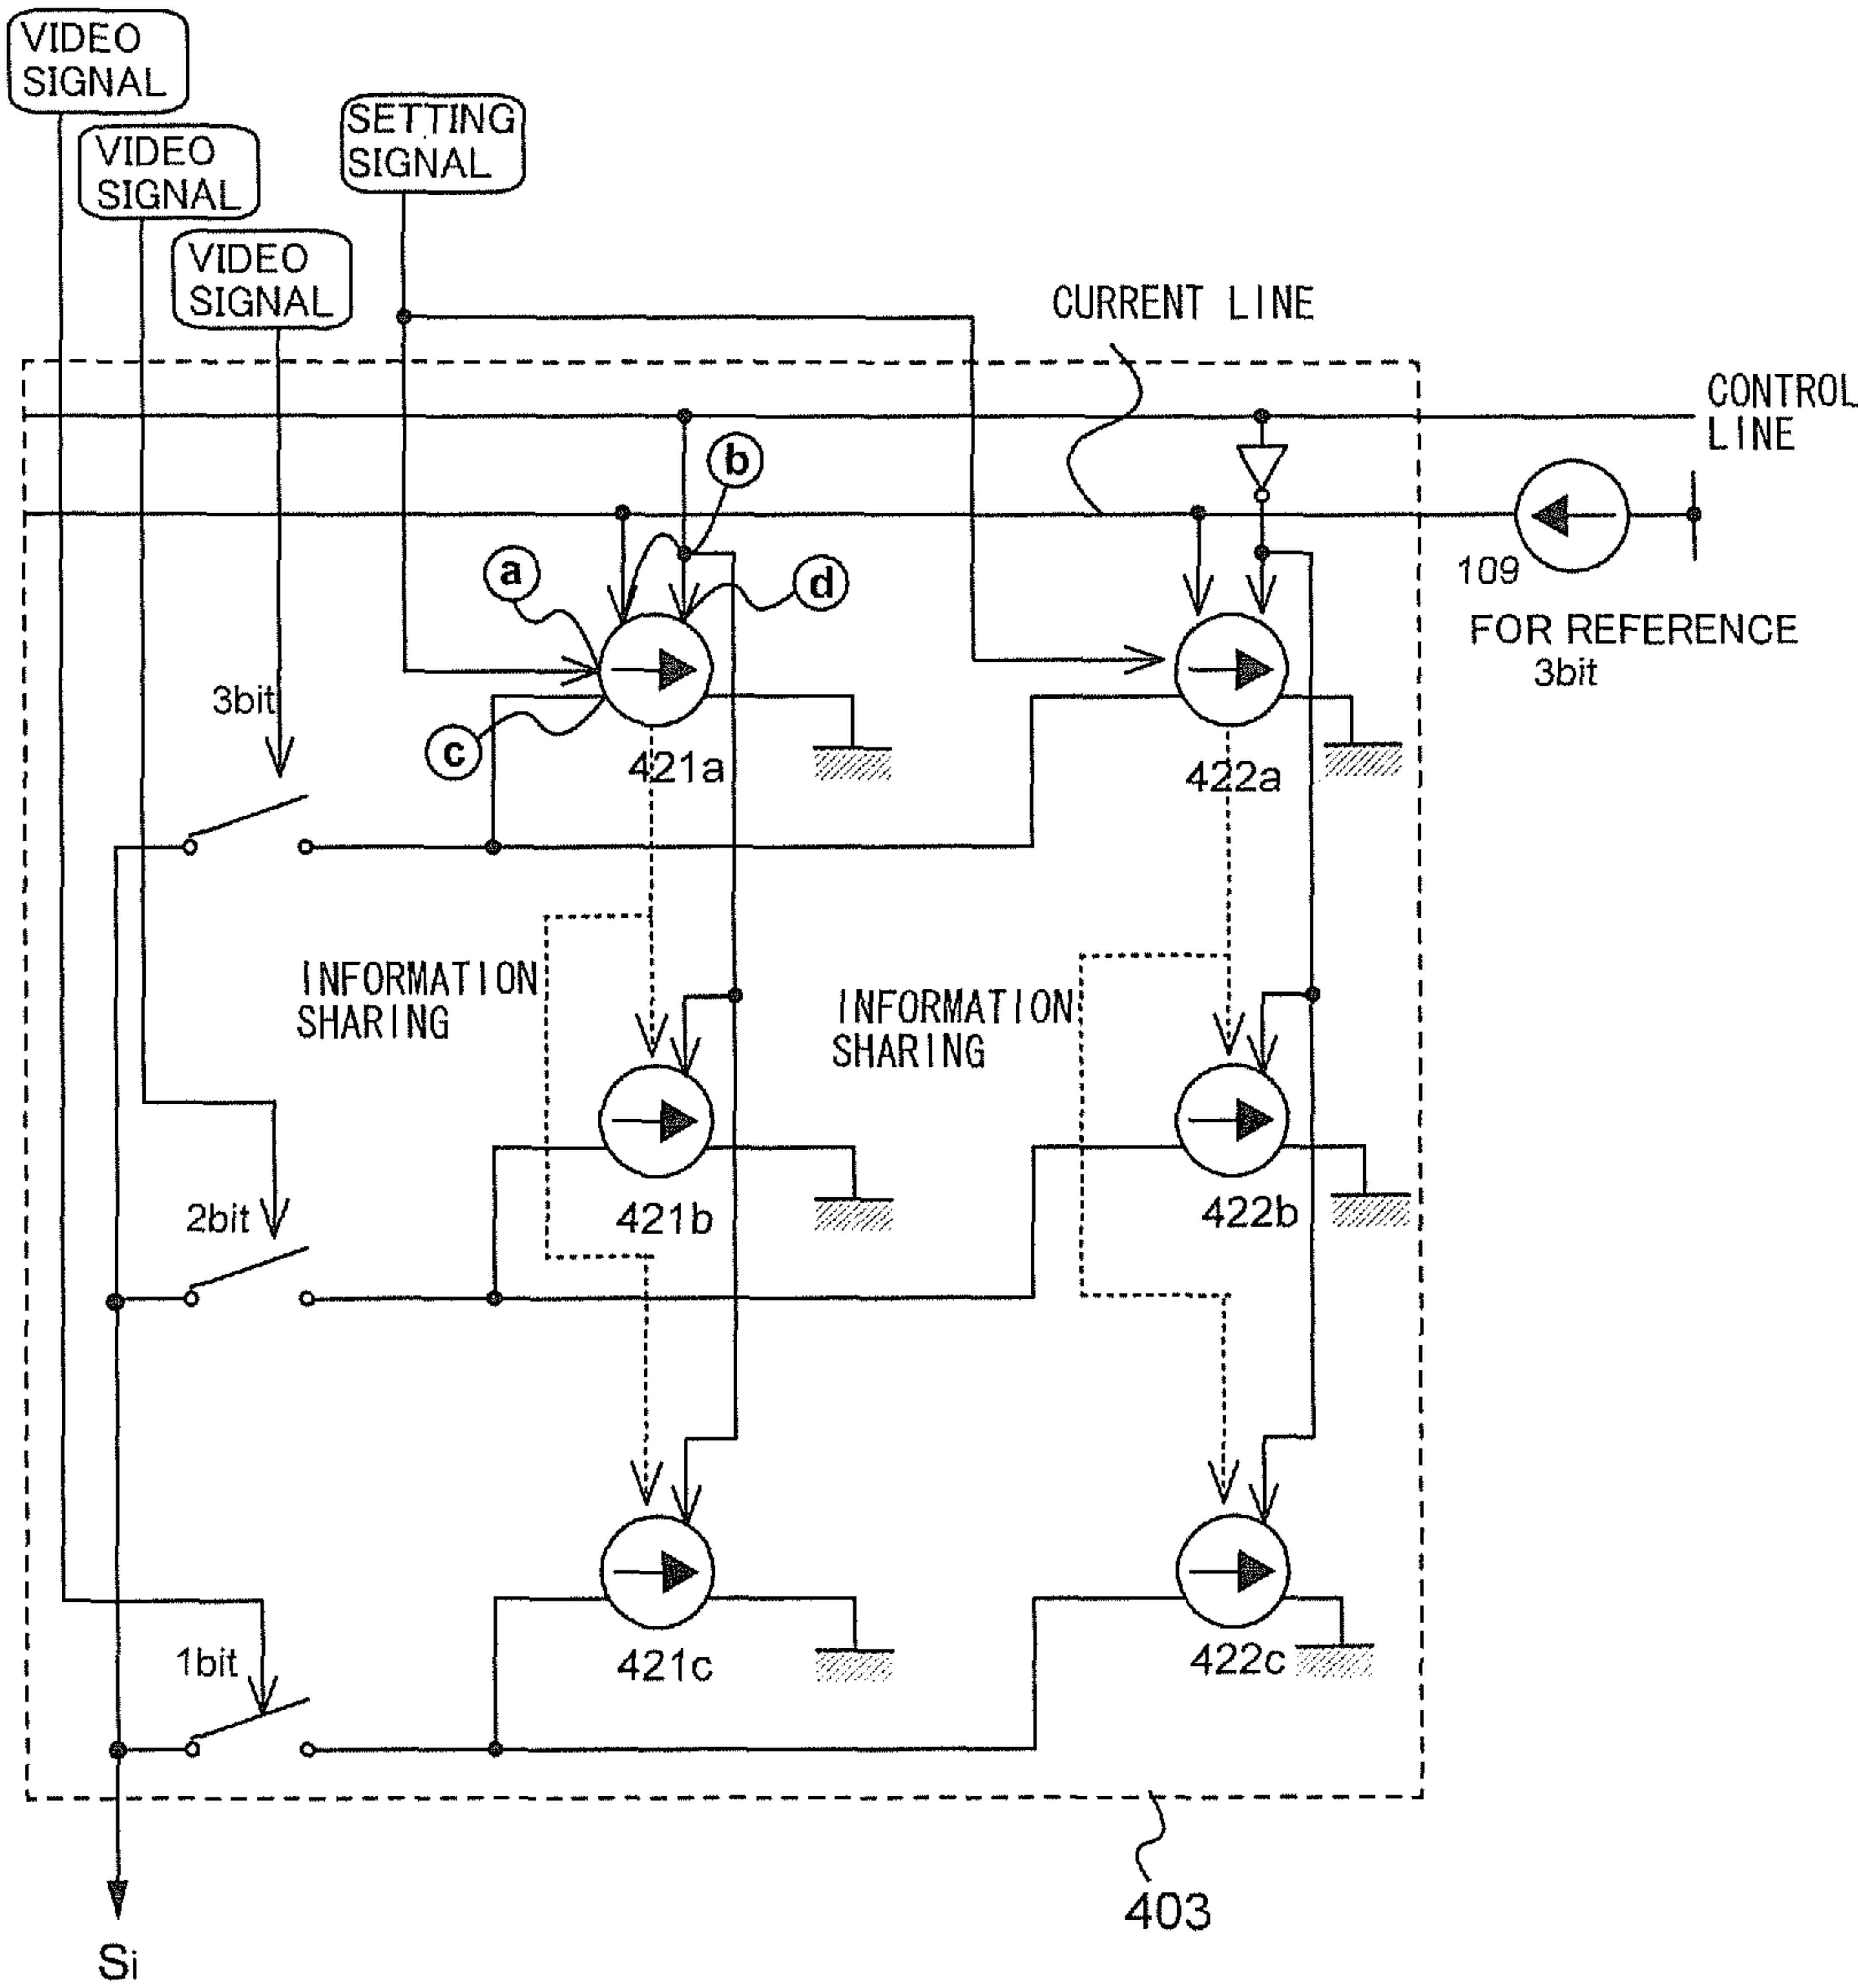 VIDEO
SIGNAL
VIDEO
SIGNAL
VIDEO
SIGNAL
SETTING
SIGNAL
CURRENT LINE
CONTROL
LINE
b
a
d
c
109
FOR REFERENCE
3bit
3bit
421a
422a
INFORMATION
SHARING
INFORMATION
SHARING
2bit
421b
422b
1bit
421c
422c
403
Si